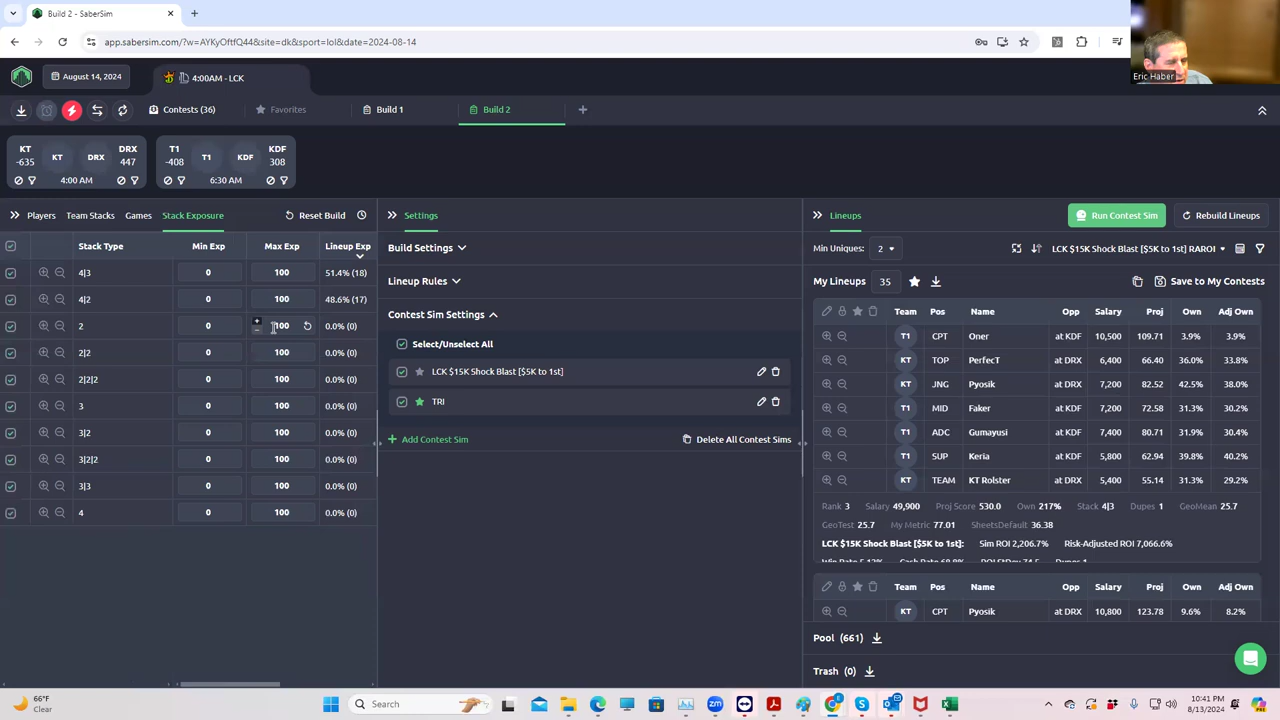 Build 2 - SaberSim
app.sabersim.com/?w=AYKyOftfQ44&site=dk&sport=lol&date=2024-08-14
Eric Haber
August 14, 2024
4:00AM - LCK
Contests (36)
Favorites
Build 1
Build 2
KT DRX
-635 KT DRX 447
4:00 AM
T1 KDF
-408 T1 KDF 308
6:30 AM
Players Team Stacks Games Stack Exposure Reset Build
Settings
Lineups
Run Contest Sim
Rebuild Lineups
Stack Type Min Exp Max Exp Lineup Exp
4|3 0 100 51.4% (18)
4|2 0 100 48.6% (17)
2 0 100 0.0% (0)
2|2 0 100 0.0% (0)
2|2|2 0 100 0.0% (0)
3 0 100 0.0% (0)
3|2 0 100 0.0% (0)
3|2|2 0 100 0.0% (0)
3|3 0 100 0.0% (0)
4 0 100 0.0% (0)
Build Settings
Lineup Rules
Contest Sim Settings
Select/Unselect All
LCK $15K Shock Blast [$5K to 1st]
TRI
Add Contest Sim
Delete All Contest Sims
Min Uniques: 2
LCK $15K Shock Blast [$5K to 1st] RAROI
My Lineups 35
Save to My Contests
Team Pos Name Opp Salary Proj Own Adj Own
T1 CPT Oner at KDF 10,500 109.71 3.9% 3.9%
KT TOP PerfecT at DRX 6,400 66.40 36.0% 33.8%
KT JNG Pyosik at DRX 7,200 82.52 42.5% 38.0%
T1 MID Faker at KDF 7,200 72.58 31.3% 30.2%
T1 ADC Gumayusi at KDF 7,400 80.71 31.9% 30.4%
T1 SUP Keria at KDF 5,800 62.94 39.8% 40.2%
KT TEAM KT Rolster at DRX 5,400 55.14 31.3% 29.2%
Rank 3 Salary 49,900 Proj Score 530.0 Own 217% Stack 4|3 Dupes 1 GeoMean 25.7
GeoTest 25.7 My Metric 77.01 SheetsDefault 36.38
LCK $15K Shock Blast [$5K to 1st]: Sim ROI 2,206.7% Risk-Adjusted ROI 7,066.6%
Win Rate 5.12% Cash Rate 68.8% ROI StDev 74.5 Dupes 1
Team Pos Name Opp Salary Proj Own Adj Own
KT CPT Pyosik at DRX 10,800 123.78 9.6% 8.2%
Pool (661)
Trash (0)
66°F
Clear
Search
10:41 PM
8/13/2024